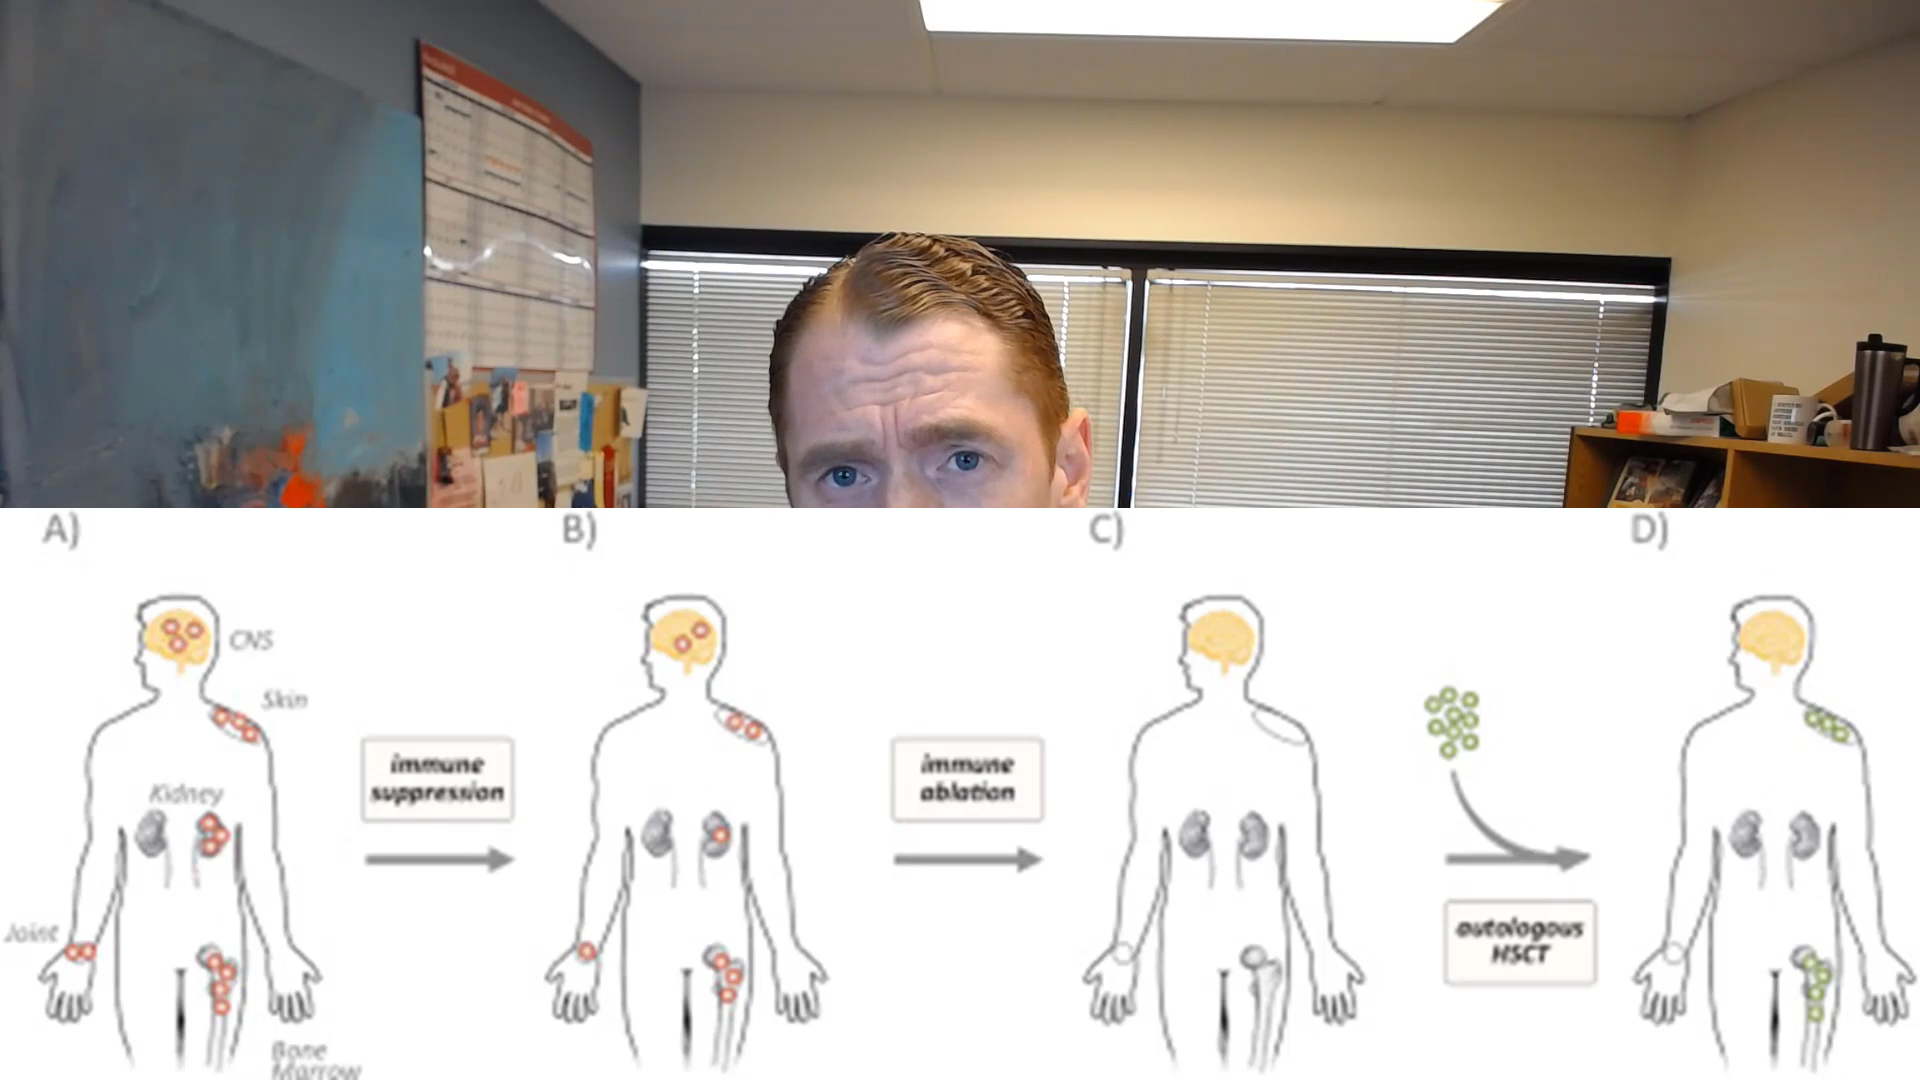 A)
B)
C)
D)
CNS
Skin
Kidney
Joint
Bone
Marrow
immune
suppression
immune
ablation
autologous
HSCT